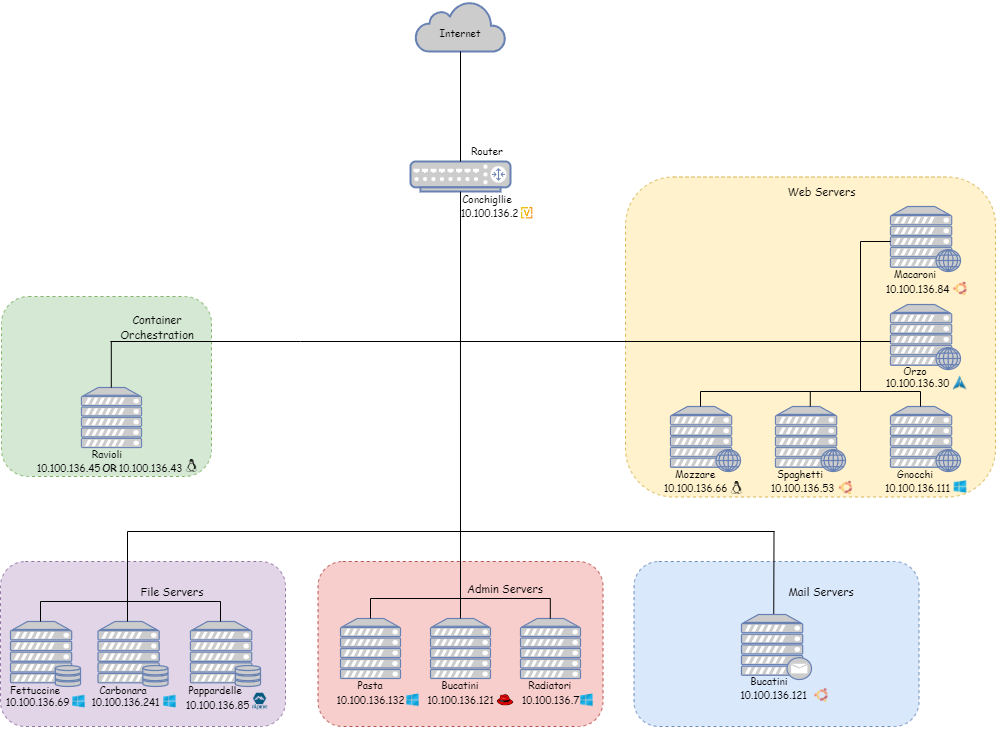 Internet
Router
Conchigllie
10.100.136.2 V
Web Servers
Macaroni
10.100.136.84
Orzo
10.100.136.30
Container
Orchestration
Ravioli
10.100.136.45 OR 10.100.136.43
Mozzare
10.100.136.66
Spaghetti
10.100.136.53
Gnocchi
10.100.136.111
File Servers
Fettuccine
10.100.136.69
Carbonara
10.100.136.241
Pappardelle
10.100.136.85
alpine
Admin Servers
Pasta
10.100.136.132
Bucatini
10.100.136.121
Radiatori
10.100.136.7
Mail Servers
Bucatini
10.100.136.121